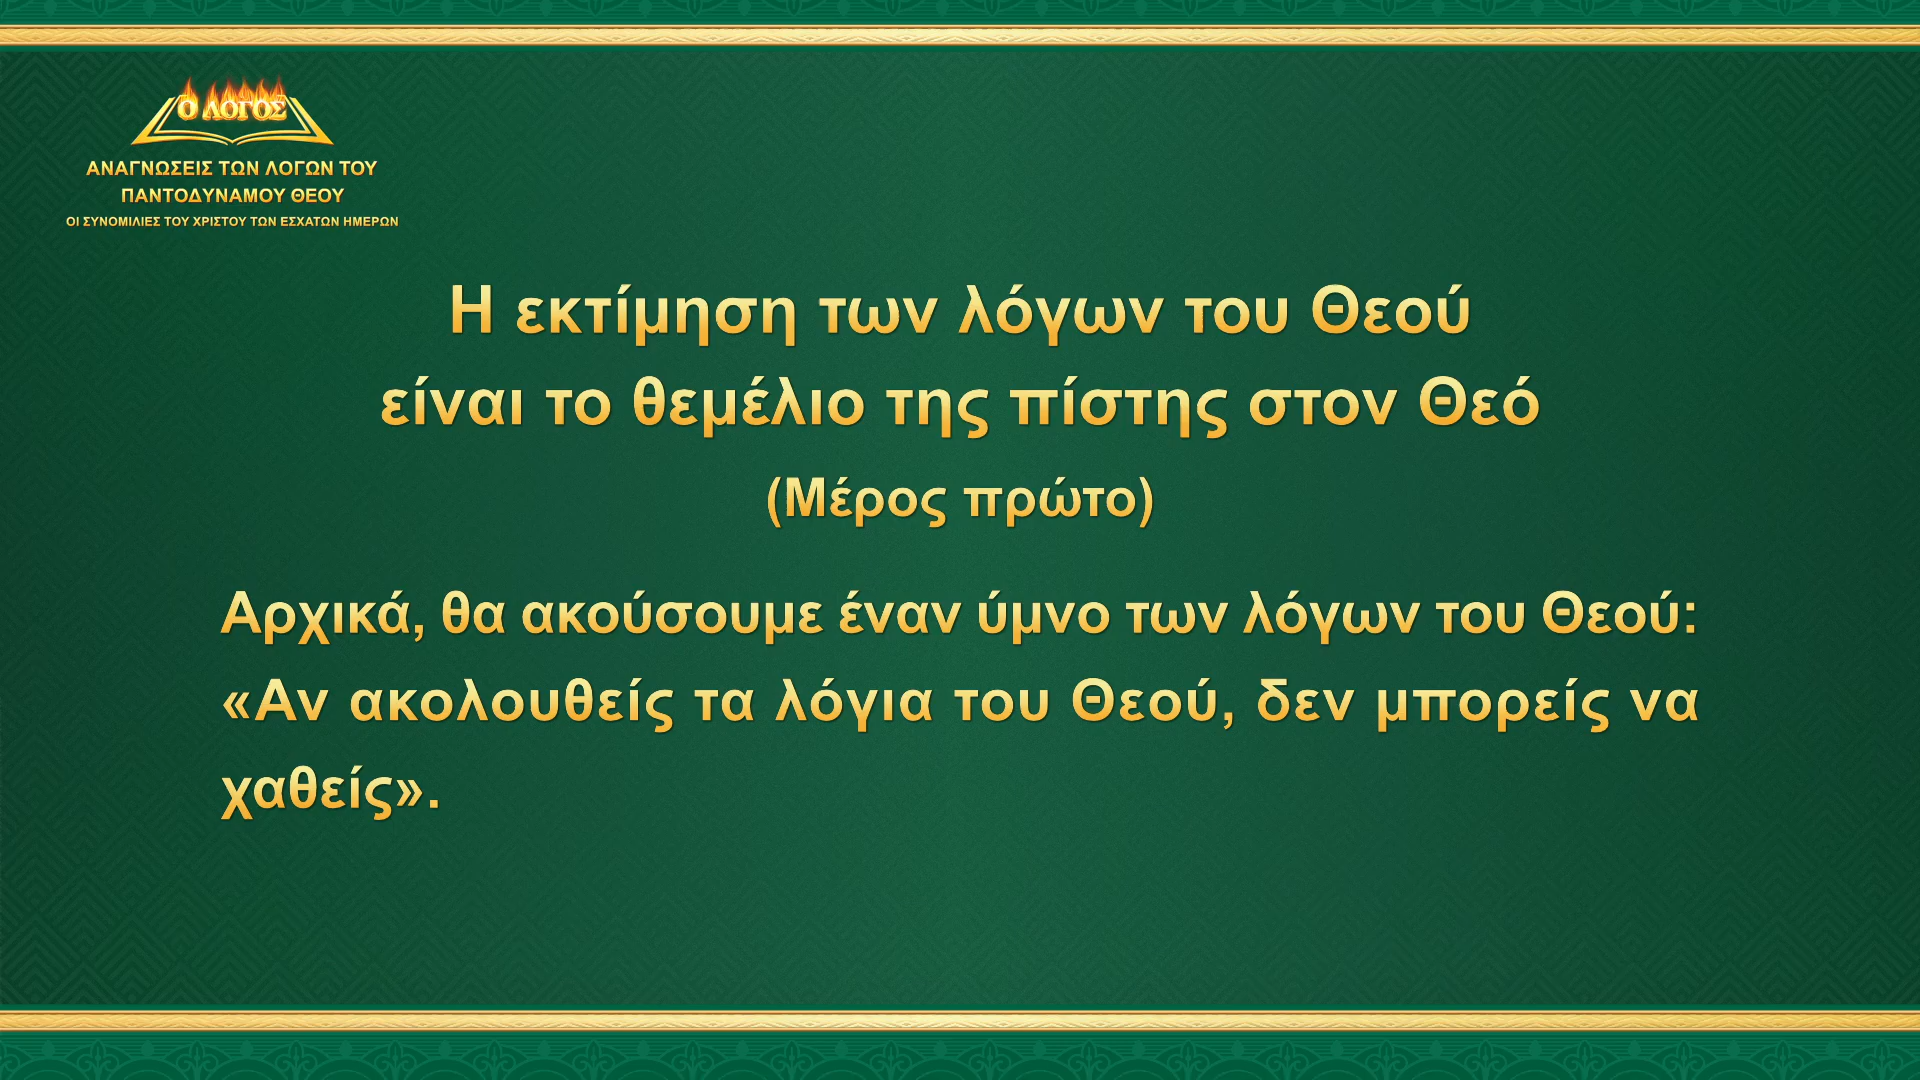 Ο ΛΟΓΟΣ
ΑΝΑΓΝΩΣΕΙΣ ΤΩΝ ΛΟΓΩΝ ΤΟΥ
ΠΑΝΤΟΔΥΝΑΜΟΥ ΘΕΟΥ
ΟΙ ΣΥΝΟΜΙΛΙΕΣ ΤΟΥ ΧΡΙΣΤΟΥ ΤΩΝ ΕΣΧΑΤΩΝ ΗΜΕΡΩΝ
Η εκτίμηση των λόγων του Θεού
είναι το θεμέλιο της πίστης στον Θεό
(Μέρος πρώτο)
Αρχικά, θα ακούσουμε έναν ύμνο των λόγων του Θεού:
«Αν ακολουθείς τα λόγια του Θεού, δεν μπορείς να
χαθείς».